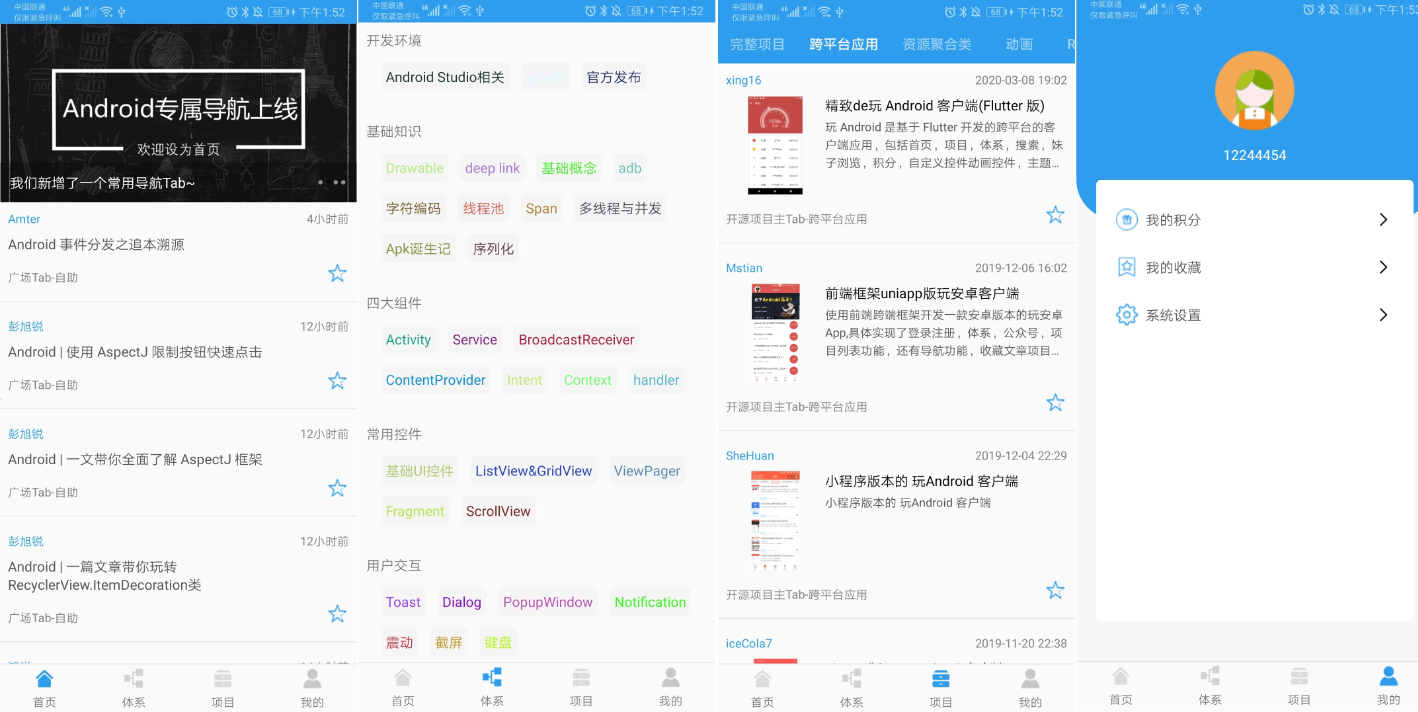 中国联通
仅限紧急呼叫
68
下午1:52
Android专属导航上线
欢迎设为首页
我们新增了一个常用导航Tab~
Amter
4小时前
Android 事件分发之追本溯源
广场Tab-自助
彭旭锐
12小时前
Android | 使用 AspectJ 限制按钮快速点击
广场Tab-自助
彭旭锐
12小时前
Android | 一文带你全面了解 AspectJ 框架
广场Tab-自助
彭旭锐
12小时前
Android | 一篇文章带你玩转
RecyclerView.ItemDecoration类
广场Tab-自助
首页
体系
项目
我的
中国联通
仅限紧急呼叫
68
下午1:52
开发环境
Android Studio相关
官方发布
基础知识
Drawable
deep link
基础概念
adb
字符编码
线程池
Span
多线程与并发
Apk诞生记
序列化
四大组件
Activity
Service
BroadcastReceiver
ContentProvider
Intent
Context
handler
常用控件
基础UI控件
ListView&GridView
ViewPager
Fragment
ScrollView
用户交互
Toast
Dialog
PopupWindow
Notification
震动
截屏
键盘
首页
体系
项目
我的
中国联通
仅限紧急呼叫
68
下午1:52
完整项目
跨平台应用
资源聚合类
动画
R
xing16
2020-03-08 19:02
精致de玩 Android 客户端(Flutter 版)
玩 Android 是基于 Flutter 开发的跨平台的客
户端应用，包括首页，项目，体系，搜索，妹
子浏览，积分，自定义控件动画控件，主题...
开源项目主Tab-跨平台应用
Mstian
2019-12-06 16:02
前端框架uniapp版玩安卓客户端
使用前端跨端框架开发一款安卓版本的玩安卓
App,具体实现了登录注册，体系，公众号，项
目列表功能，还有导航功能，收藏文章项目...
开源项目主Tab-跨平台应用
SheHuan
2019-12-04 22:29
小程序版本的 玩Android 客户端
小程序版本的 玩Android 客户端
开源项目主Tab-跨平台应用
iceCola7
2019-11-20 22:38
首页
体系
项目
我的
中国联通
仅限紧急呼叫
68
下午1:53
12244454
我的积分
我的收藏
系统设置
首页
体系
项目
我的